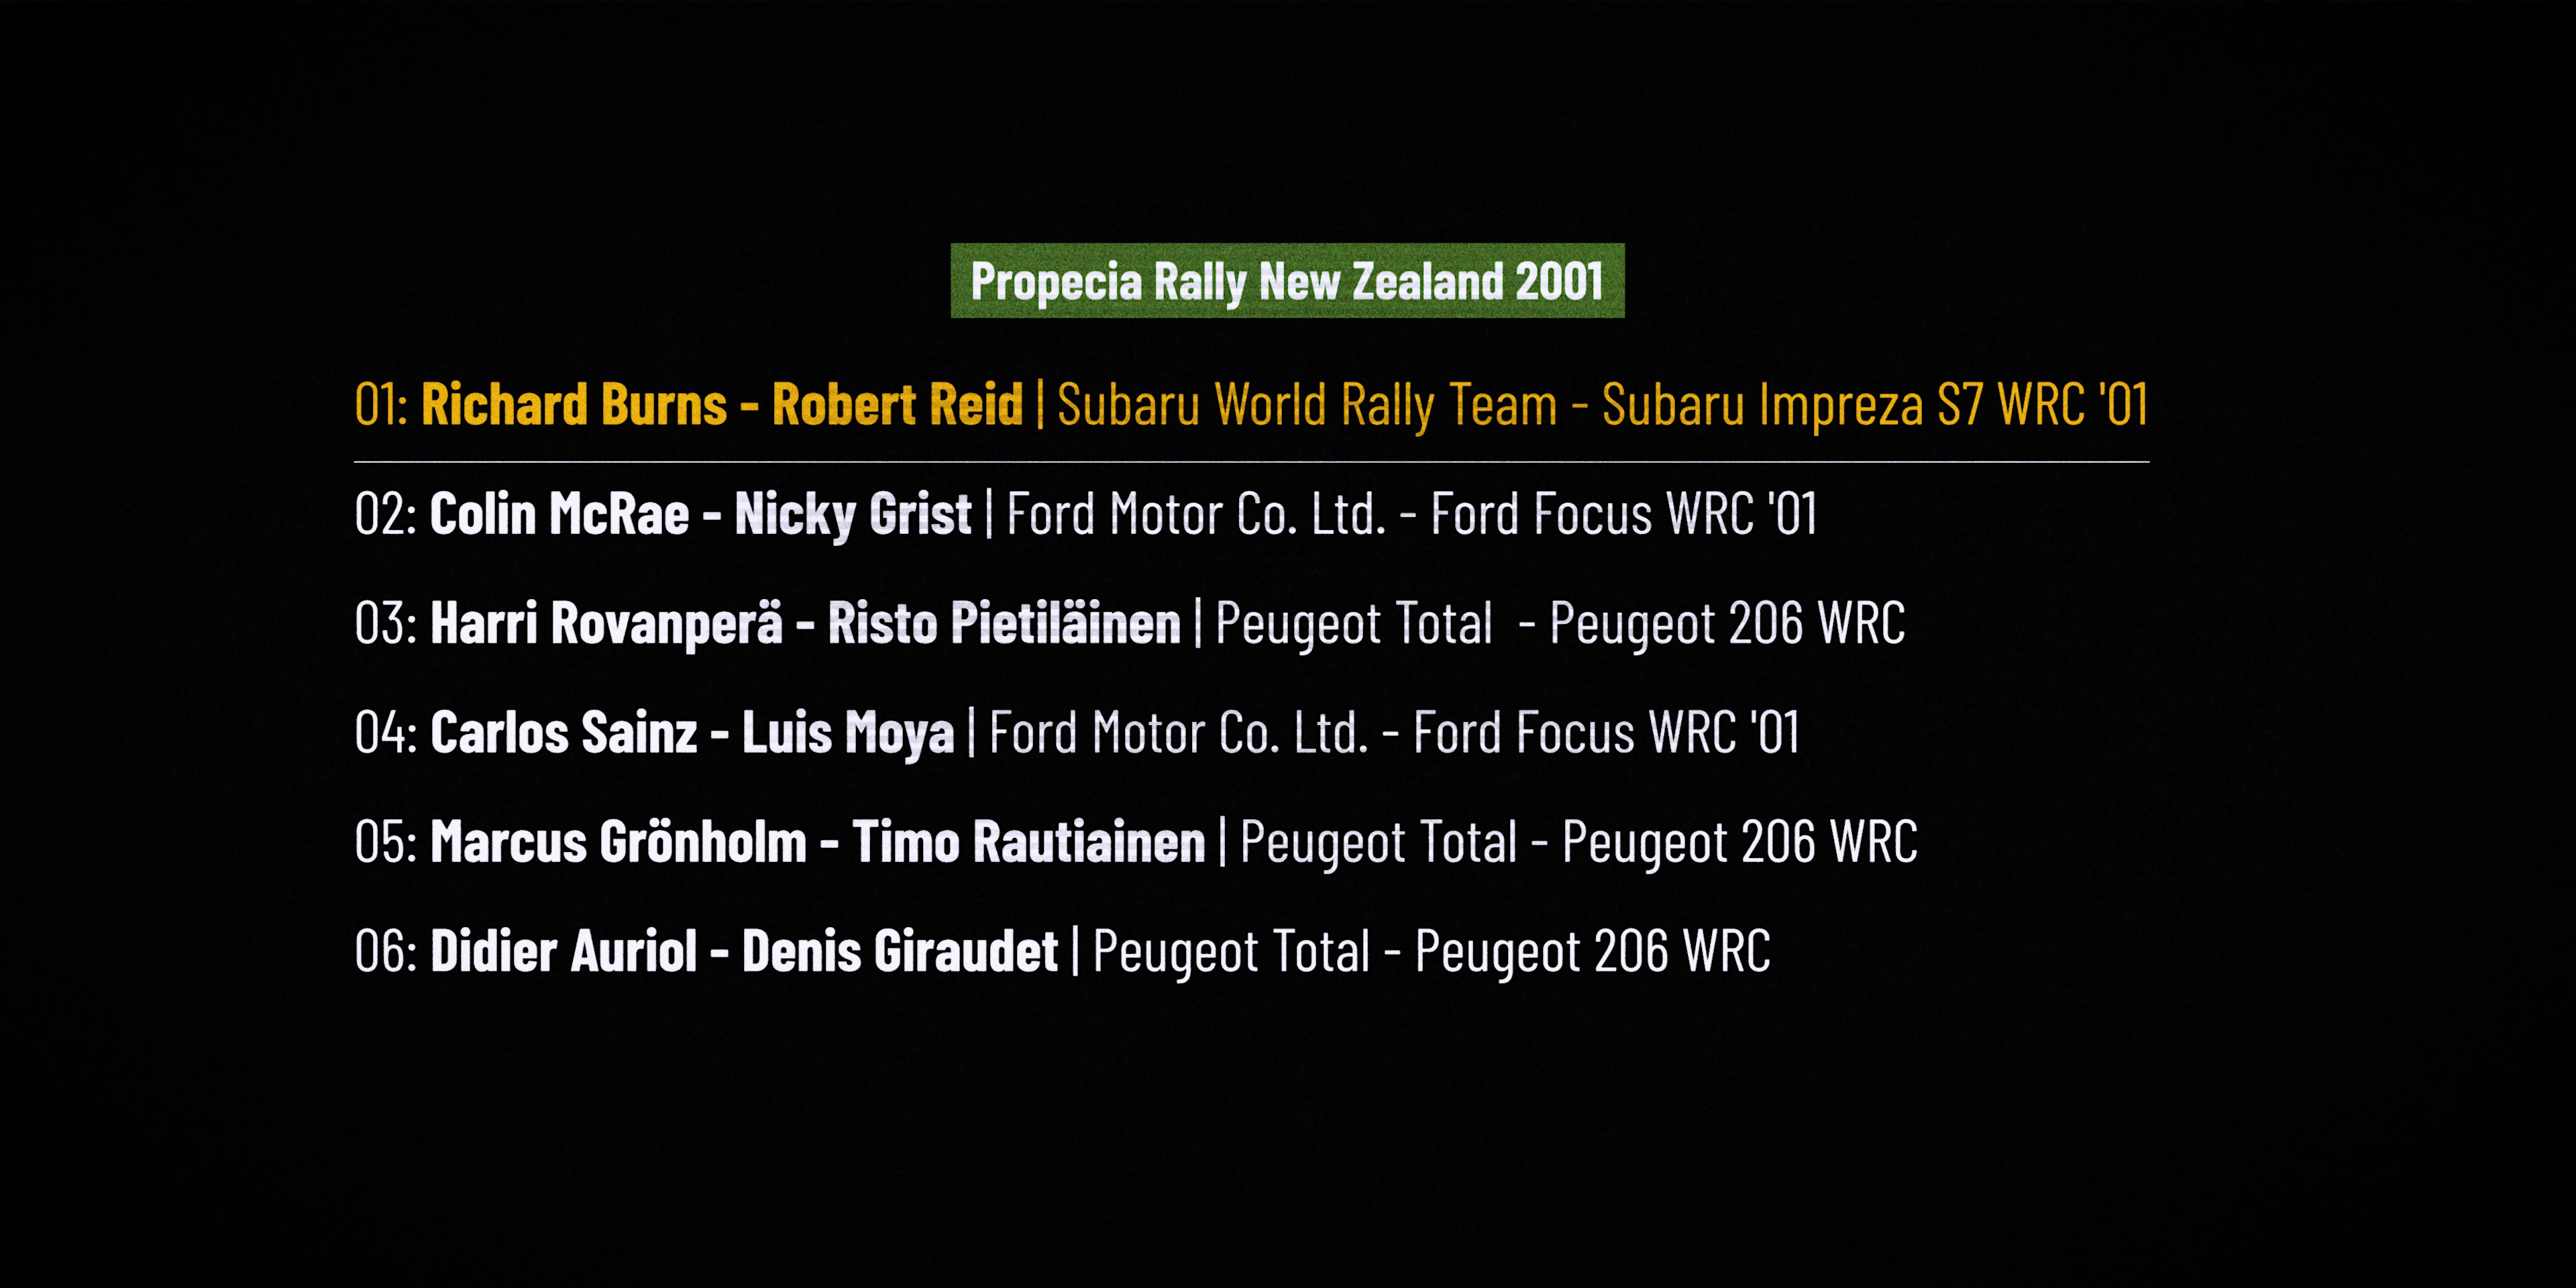 Propecia Rally New Zealand 2001
01: Richard Burns - Robert Reid | Subaru World Rally Team - Subaru Impreza S7 WRC '01
02: Colin McRae - Nicky Grist | Ford Motor Co. Ltd. - Ford Focus WRC '01
03: Harri Rovanperä - Risto Pietiläinen | Peugeot Total - Peugeot 206 WRC
04: Carlos Sainz - Luis Moya | Ford Motor Co. Ltd. - Ford Focus WRC '01
05: Marcus Grönholm - Timo Rautiainen | Peugeot Total - Peugeot 206 WRC
06: Didier Auriol - Denis Giraudet | Peugeot Total - Peugeot 206 WRC